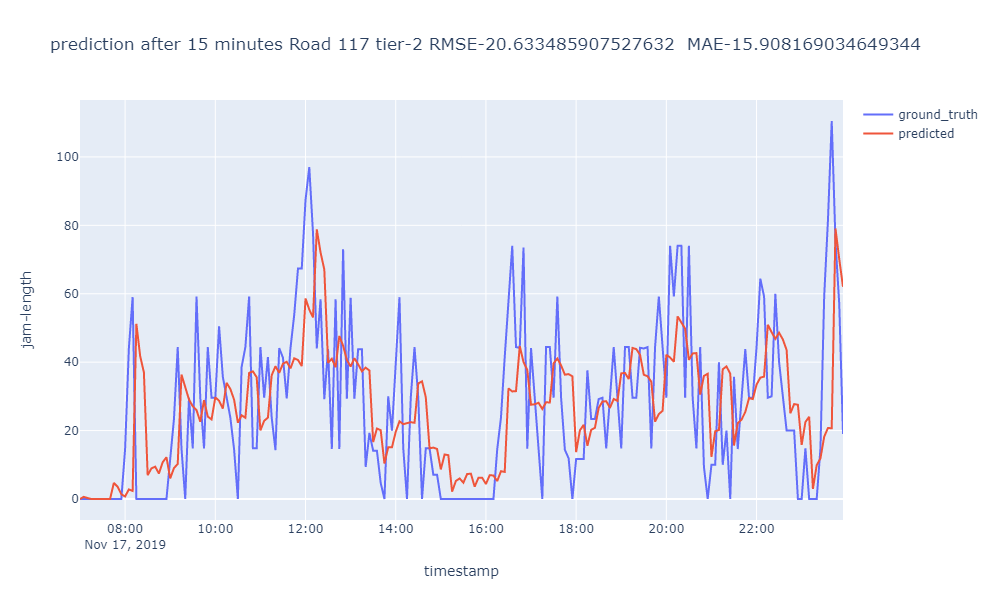 prediction after 15 minutes Road 117 tier-2 RMSE-20.633485907527632  MAE-15.908169034649344
ground_truth
predicted
jam-length
100
80
60
40
20
0
08:00 10:00 12:00 14:00 16:00 18:00 20:00 22:00
Nov 17, 2019
timestamp